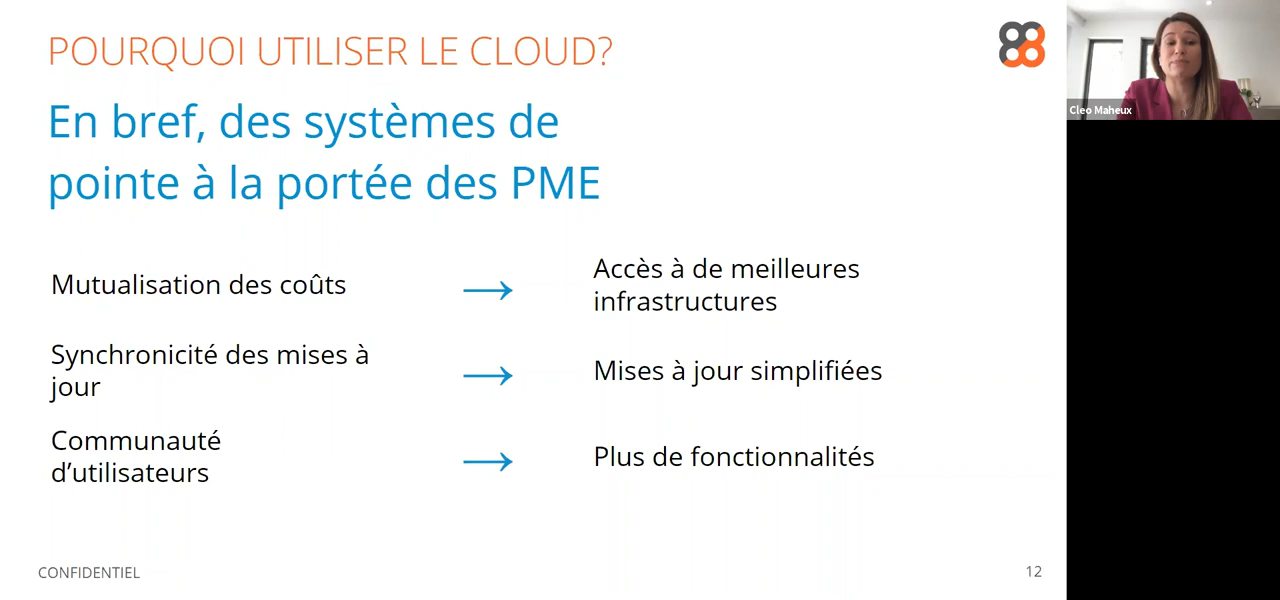 POURQUOI UTILISER LE CLOUD?
En bref, des systèmes de
pointe à la portée des PME
Mutualisation des coûts
→
Accès à de meilleures
infrastructures
Synchronicité des mises à
jour
→
Mises à jour simplifiées
Communauté
d’utilisateurs
→
Plus de fonctionnalités
CONFIDENTIEL
12
Cleo Maheux